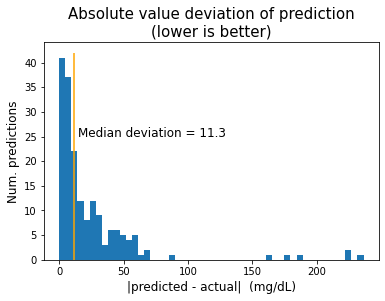 Absolute value deviation of prediction
(lower is better)
Num. predictions
40
35
30
25
20
15
10
5
0
Median deviation = 11.3
0 50 100 150 200
|predicted - actual|  (mg/dL)